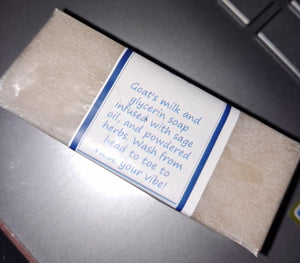 Goat's milk and
glycerin soap
infused with sage
oil, and powdered
herbs. Wash from
head to toe to
your vibe!